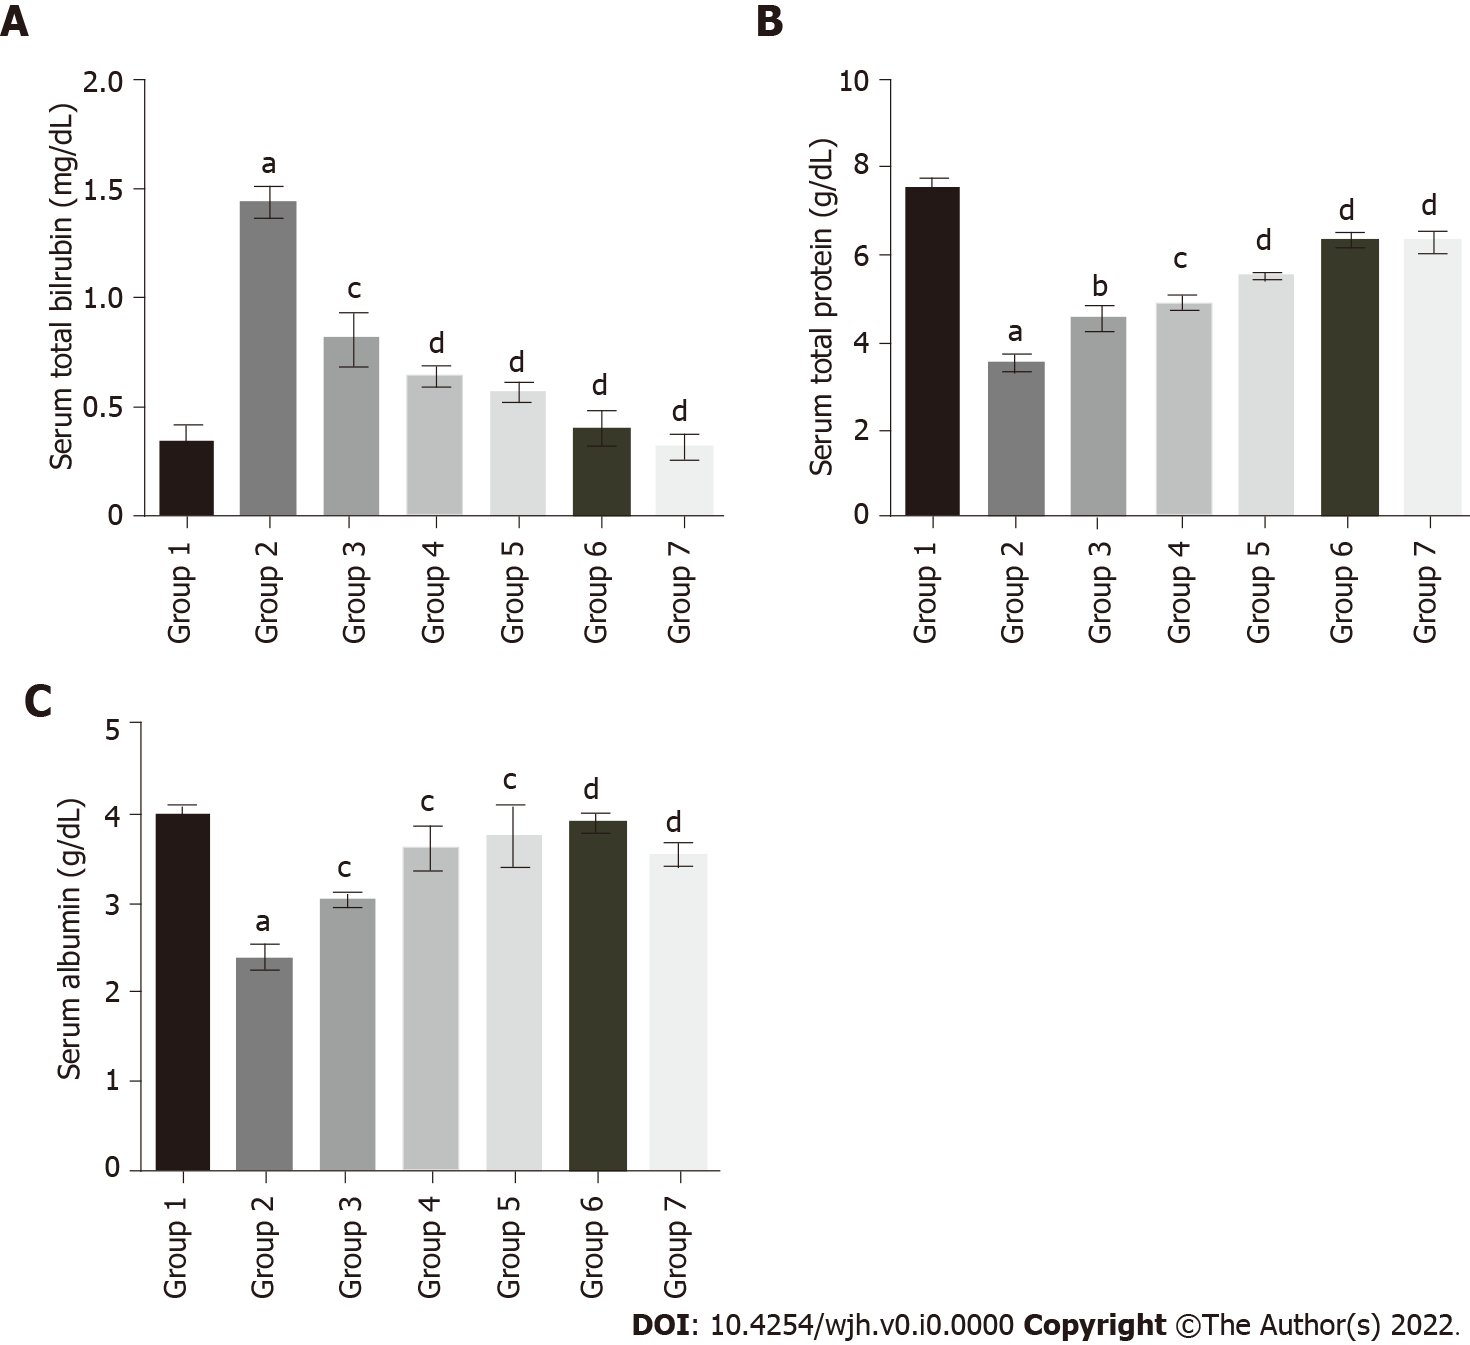 A
Serum total bilrubin (mg/dL)
2.0
1.5
1.0
0.5
0
a
c
d
d
d
d
Group 1
Group 2
Group 3
Group 4
Group 5
Group 6
Group 7
B
Serum total protein (g/dL)
10
8
6
4
2
0
a
b
c
d
d
d
Group 1
Group 2
Group 3
Group 4
Group 5
Group 6
Group 7
C
Serum albumin (g/dL)
5
4
3
2
1
0
a
c
c
c
d
d
Group 1
Group 2
Group 3
Group 4
Group 5
Group 6
Group 7
DOI: 10.4254/wjh.v0.i0.0000 Copyright ©The Author(s) 2022.